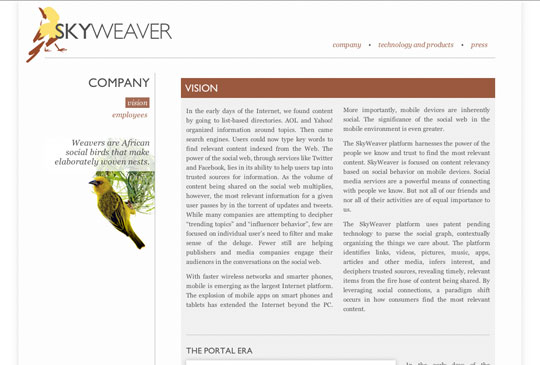 SKYWEAVER
company • technology and products • press
COMPANY
vision
employees
Weavers are African
social birds that make
elaborately woven nests.
VISION
In the early days of the Internet, we found content
by going to list-based directories. AOL and Yahoo!
organized information around topics. Then came
search engines. Users could now type key words to
find relevant content indexed from the Web. The
power of the social web, through services like Twitter
and Facebook, lies in its ability to help users tap into
trusted sources for information. As the volume of
content being shared on the social web multiplies,
however, the most relevant information for a given
user passes by in the torrent of updates and tweets.
While many companies are attempting to decipher
“trending topics” and “influencer behavior”, few are
focused on individual user's need to filter and make
sense of the deluge. Fewer still are helping
publishers and media companies engage their
audiences in the conversations on the social web.
With faster wireless networks and smarter phones,
mobile is emerging as the largest Internet platform.
The explosion of mobile apps on smart phones and
tablets has extended the Internet beyond the PC.
More importantly, mobile devices are inherently
social. The significance of the social web in the
mobile environment is even greater.
The SkyWeaver platform harnesses the power of the
people we know and trust to find the most relevant
content. SkyWeaver is focused on content relevancy
based on social behavior on mobile devices. Social
media services are a powerful means of connecting
with people we know. But not all of our friends and
nor all of their activities are of equal importance to
us.
The SkyWeaver platform uses patent pending
technology to parse the social graph, contextually
organizing the things we care about. The platform
identifies links, videos, pictures, music, apps,
articles and other media, infers interest, and
deciphers trusted sources, revealing timely, relevant
items from the fire hose of content being shared. By
leveraging social connections, a paradigm shift
occurs in how consumers find the most relevant
content.
THE PORTAL ERA
In the early days of the